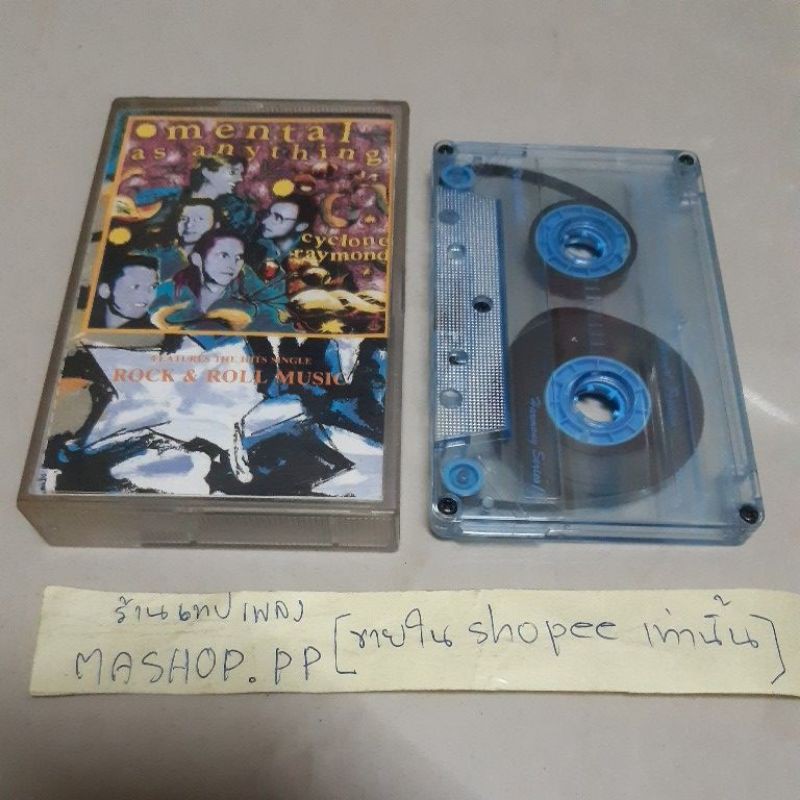 mental
as anything
cyclone
raymond
FEATURES THE HITS SINGLE
ROCK & ROLL MUSIC
ร้านเทปเพลง
MASHOP.PP [ขายใน shopee เท่านั้น]